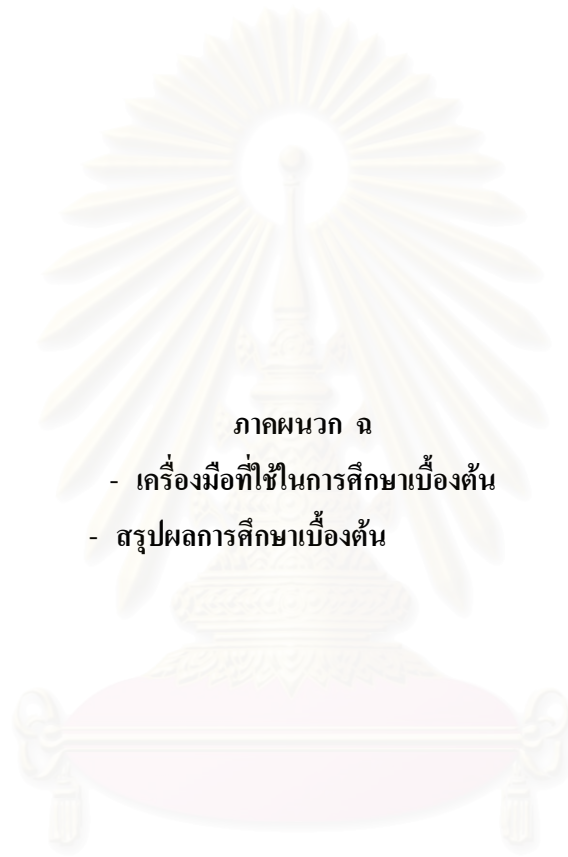 ภาคผนวก ฉ
- เครื่องมือที่ใช้ในการศึกษาเบื้องต้น
- สรุปผลการศึกษาเบื้องต้น